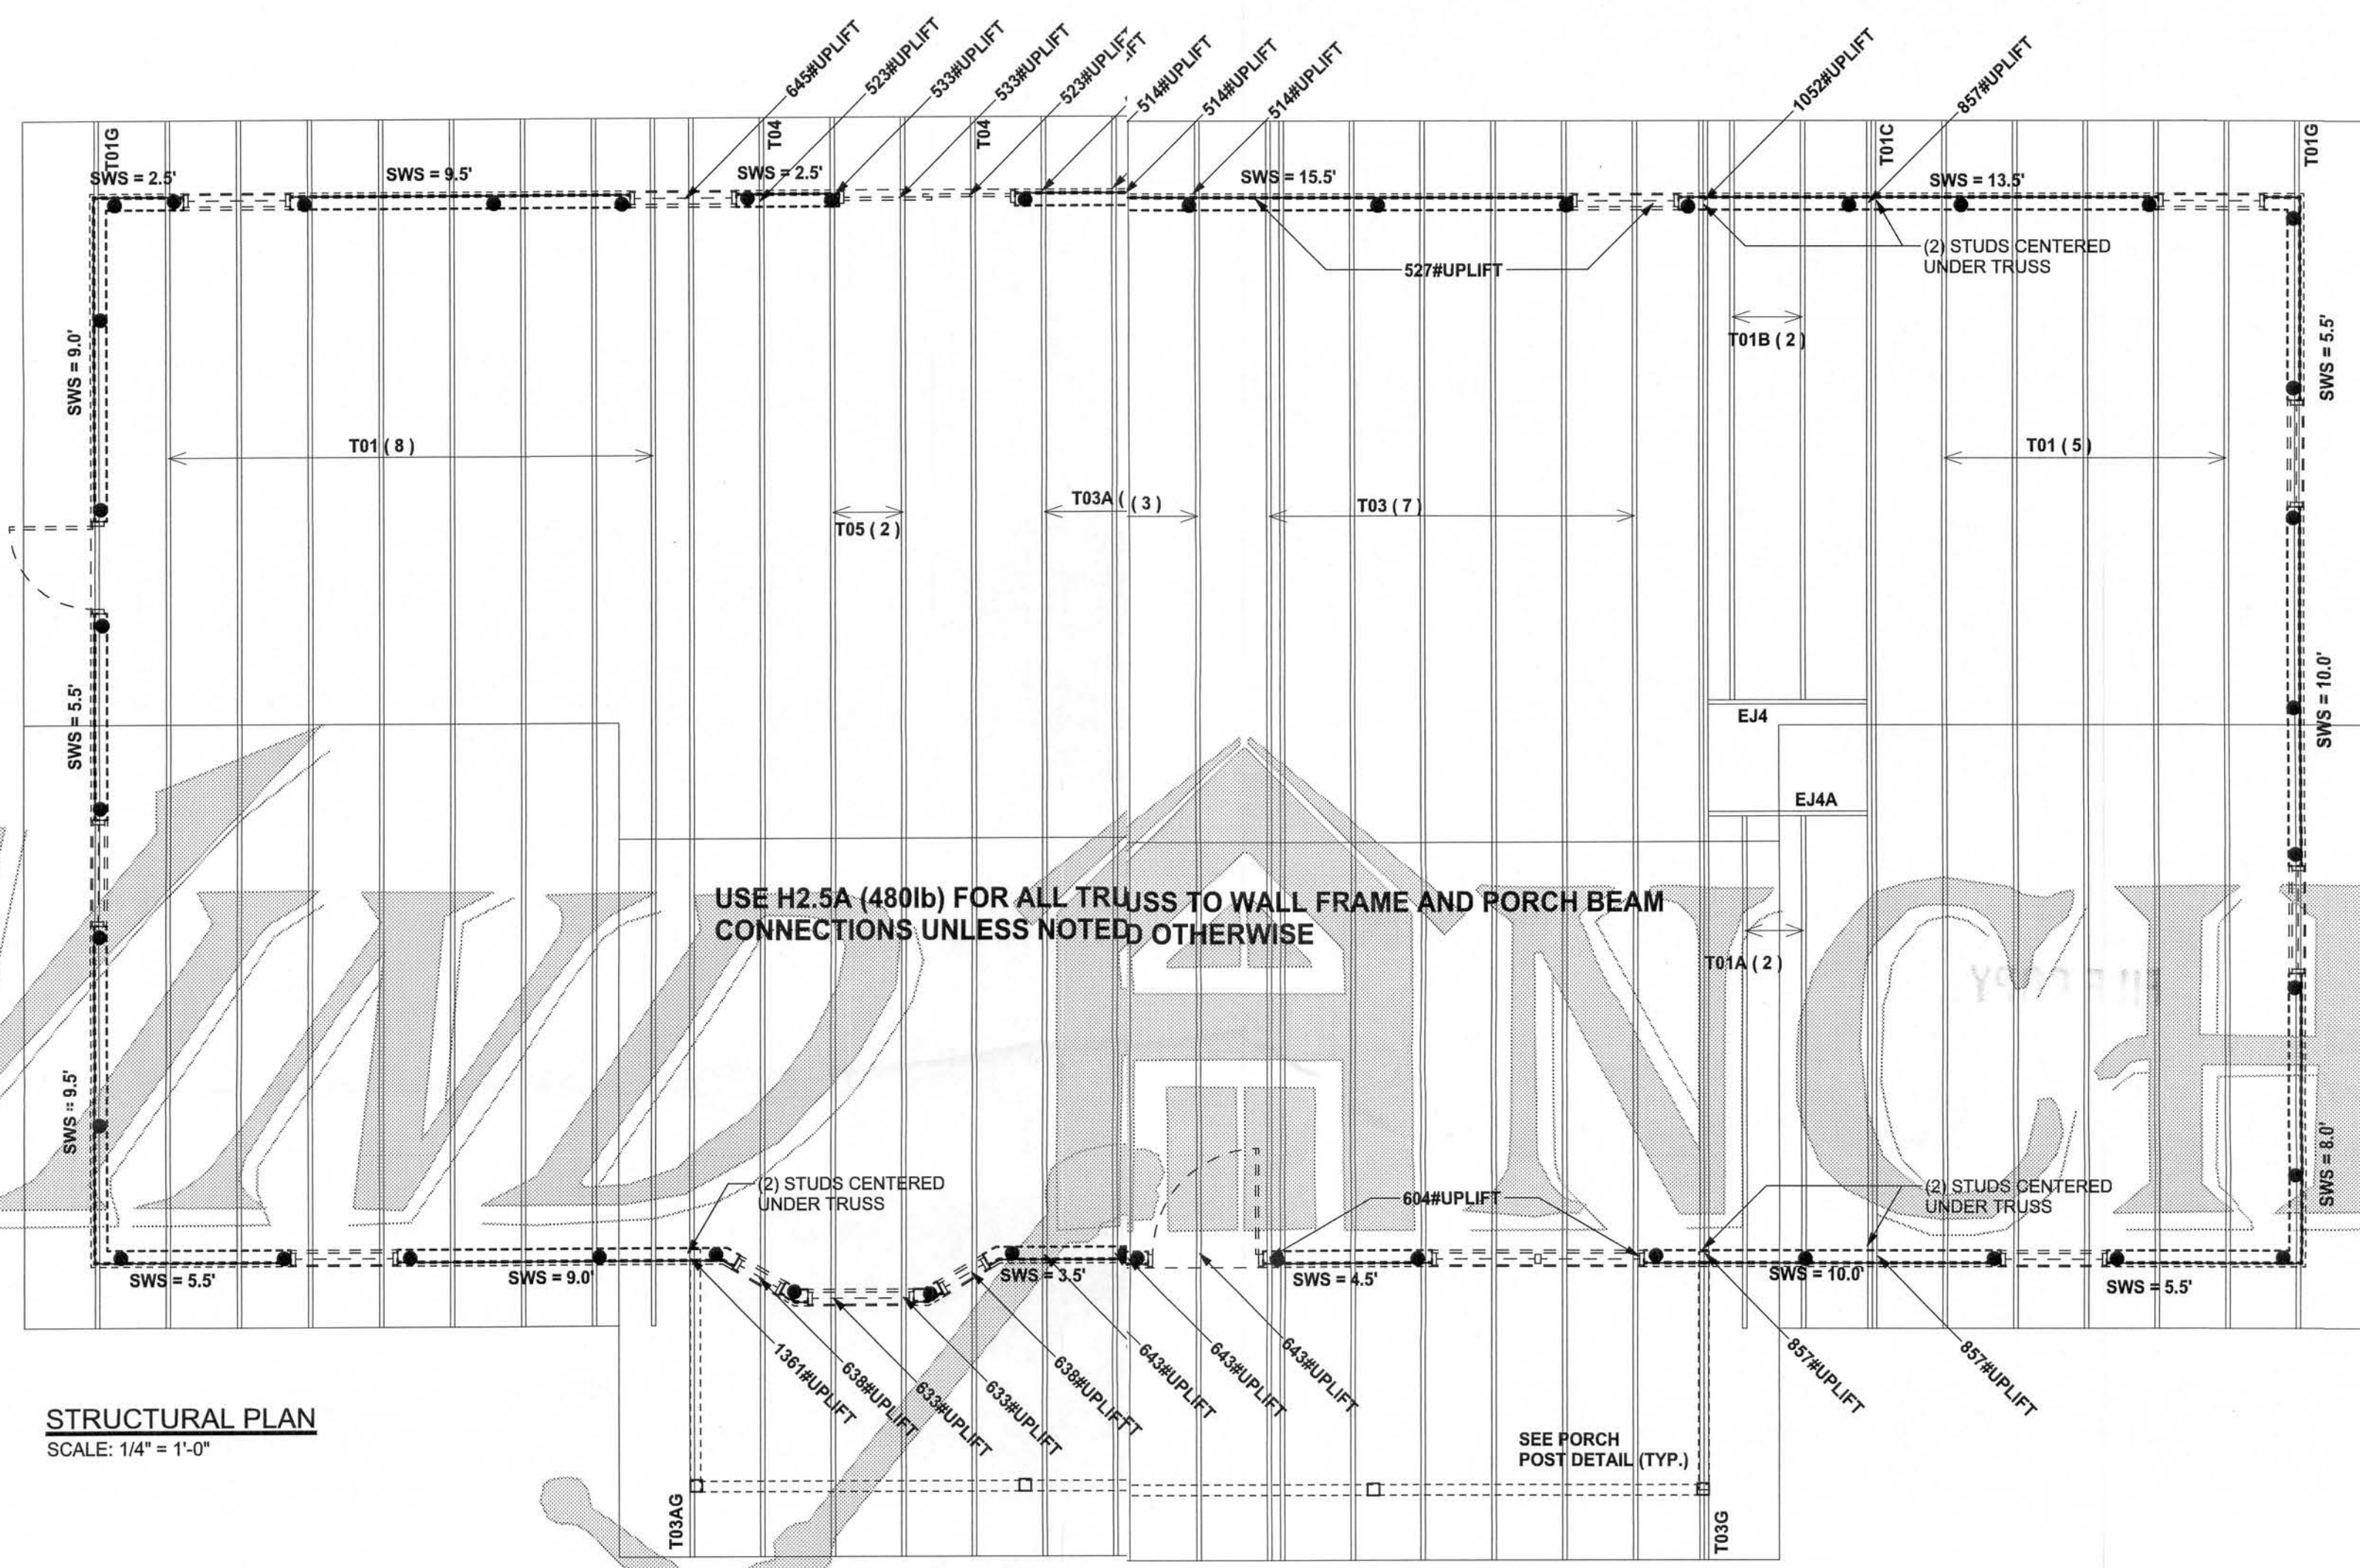 645#UPLIFT
523#UPLIFT
533#UPLIFT
533#UPLIFT
523#UPLIFT
514#UPLIFT
514#UPLIFT
514#UPLIFT
1052#UPLIFT
857#UPLIFT
T01G
T04
T04
T01C
T01G
SWS = 2.5'
SWS = 9.5'
SWS = 2.5'
SWS = 15.5'
SWS = 13.5'
527#UPLIFT
(2) STUDS CENTERED
UNDER TRUSS
SWS = 9.0'
T01B ( 2 )
SWS = 5.5'
T01 ( 8 )
T01 ( 5 )
T05 ( 2 )
T03A ( ( 3 )
T03 ( 7 )
SWS = 5.5'
SWS = 10.0'
EJ4
EJ4A
USE H2.5A (480lb) FOR ALL TRUUSS TO WALL FRAME AND PORCH BEAM
CONNECTIONS UNLESS NOTEDD OTHERWISE
T01A ( 2 )
SWS = 9.5'
SWS = 8.0'
(2) STUDS CENTERED
UNDER TRUSS
604#UPLIFT
(2) STUDS CENTERED
UNDER TRUSS
SWS = 5.5'
SWS = 9.0'
SWS = 3.5'
SWS = 4.5'
SWS = 10.0'
SWS = 5.5'
1361#UPLIFT
638#UPLIFT
633#UPLIFT
633#UPLIFT
638#UPLIFT
643#UPLIFT
643#UPLIFT
643#UPLIFT
857#UPLIFT
857#UPLIFT
STRUCTURAL PLAN
SCALE: 1/4" = 1'-0"
SEE PORCH
POST DETAIL (TYP.)
T03AG
T03G